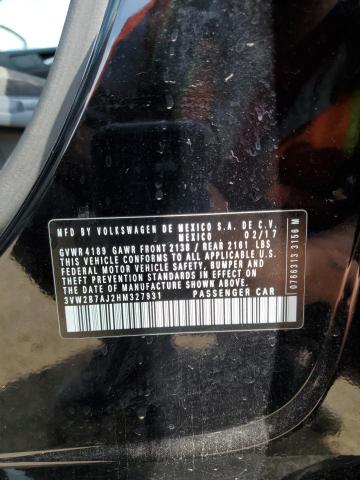 MFD BY VOLKSWAGEN DE MEXICO S.A. DE C.V.
MEXICO 02/17
GVWR 4189 GAWR FRONT 2138 / REAR 2161 LBS
THIS VEHICLE CONFORMS TO ALL APPLICABLE U.S.
FEDERAL MOTOR VEHICLE SAFETY, BUMPER AND
THEFT PREVENTION STANDARDS IN EFFECT ON
THE DATE OF MANUFACTURE SHOWN ABOVE.
3VW2B7AJ2HM327931 PASSENGER CAR
0766313 3156 M